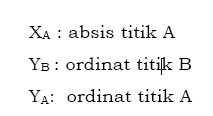 XA : absis titik A
YB : ordinat titik B
YA:  ordinat titik A